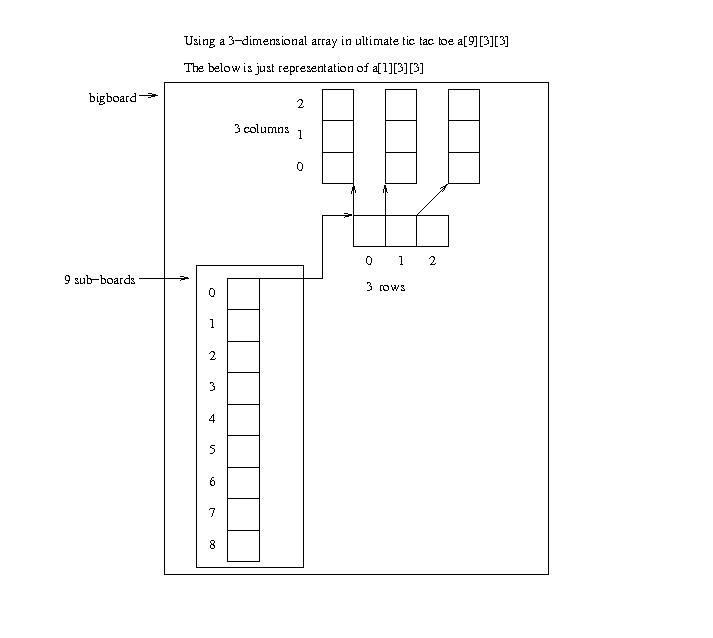 Using a 3-dimensional array in ultimate tic tac toe a[9][3][3]
The below is just representation of a[1][3][3]
bigboard
2
3 columns 1
0
0 1 2
3 rows
9 sub-boards
0
1
2
3
4
5
6
7
8